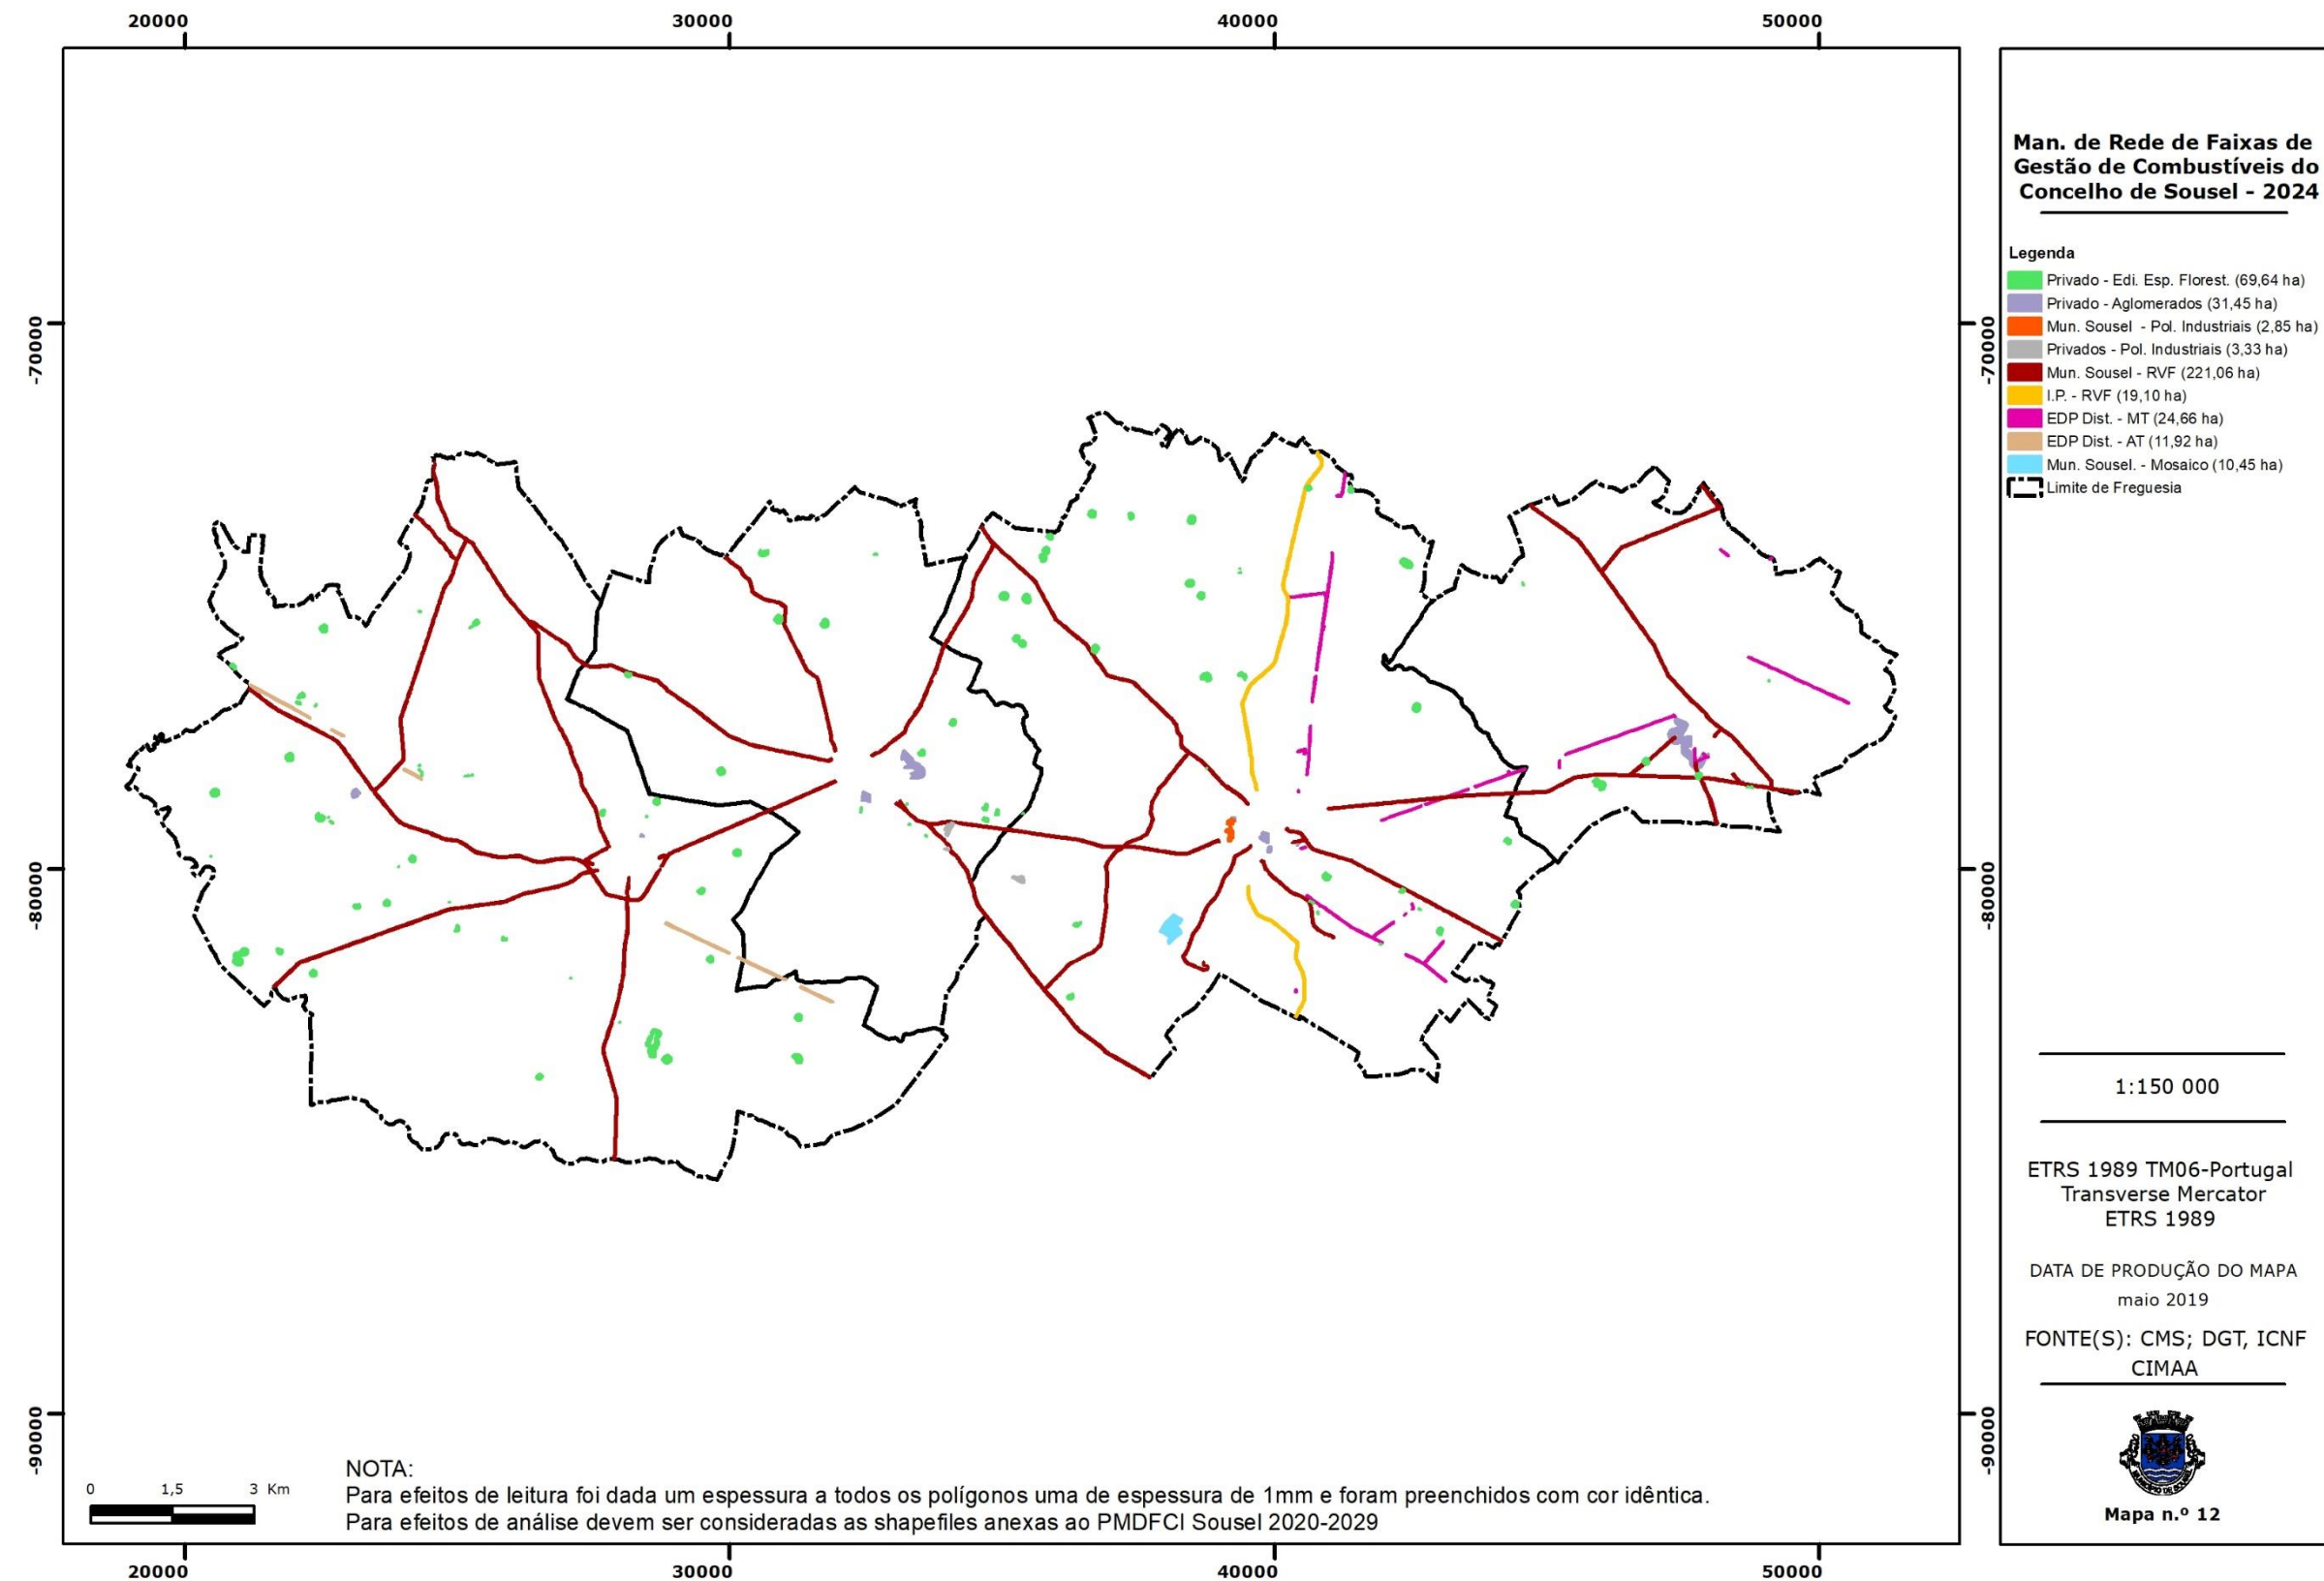 20000 30000 40000 50000
-70000 -70000
-80000 -80000
-90000 -90000
20000 30000 40000 50000
0 1,5 3 Km
NOTA:
Para efeitos de leitura foi dada um espessura a todos os polígonos uma de espessura de 1mm e foram preenchidos com cor idêntica.
Para efeitos de análise devem ser consideradas as shapefiles anexas ao PMDFCI Sousel 2020-2029
Man. de Rede de Faixas de
Gestão de Combustíveis do
Concelho de Sousel - 2024
Legenda
Privado - Edi. Esp. Florest. (69,64 ha)
Privado - Aglomerados (31,45 ha)
Mun. Sousel - Pol. Industriais (2,85 ha)
Privados - Pol. Industriais (3,33 ha)
Mun. Sousel - RVF (221,06 ha)
I.P. - RVF (19,10 ha)
EDP Dist. - MT (24,66 ha)
EDP Dist. - AT (11,92 ha)
Mun. Sousel. - Mosaico (10,45 ha)
Limite de Freguesia
1:150 000
ETRS 1989 TM06-Portugal
Transverse Mercator
ETRS 1989
DATA DE PRODUÇÃO DO MAPA
maio 2019
FONTE(S): CMS; DGT, ICNF
CIMAA
MUNICÍPIO DE SOUSEL
Mapa n.º 12